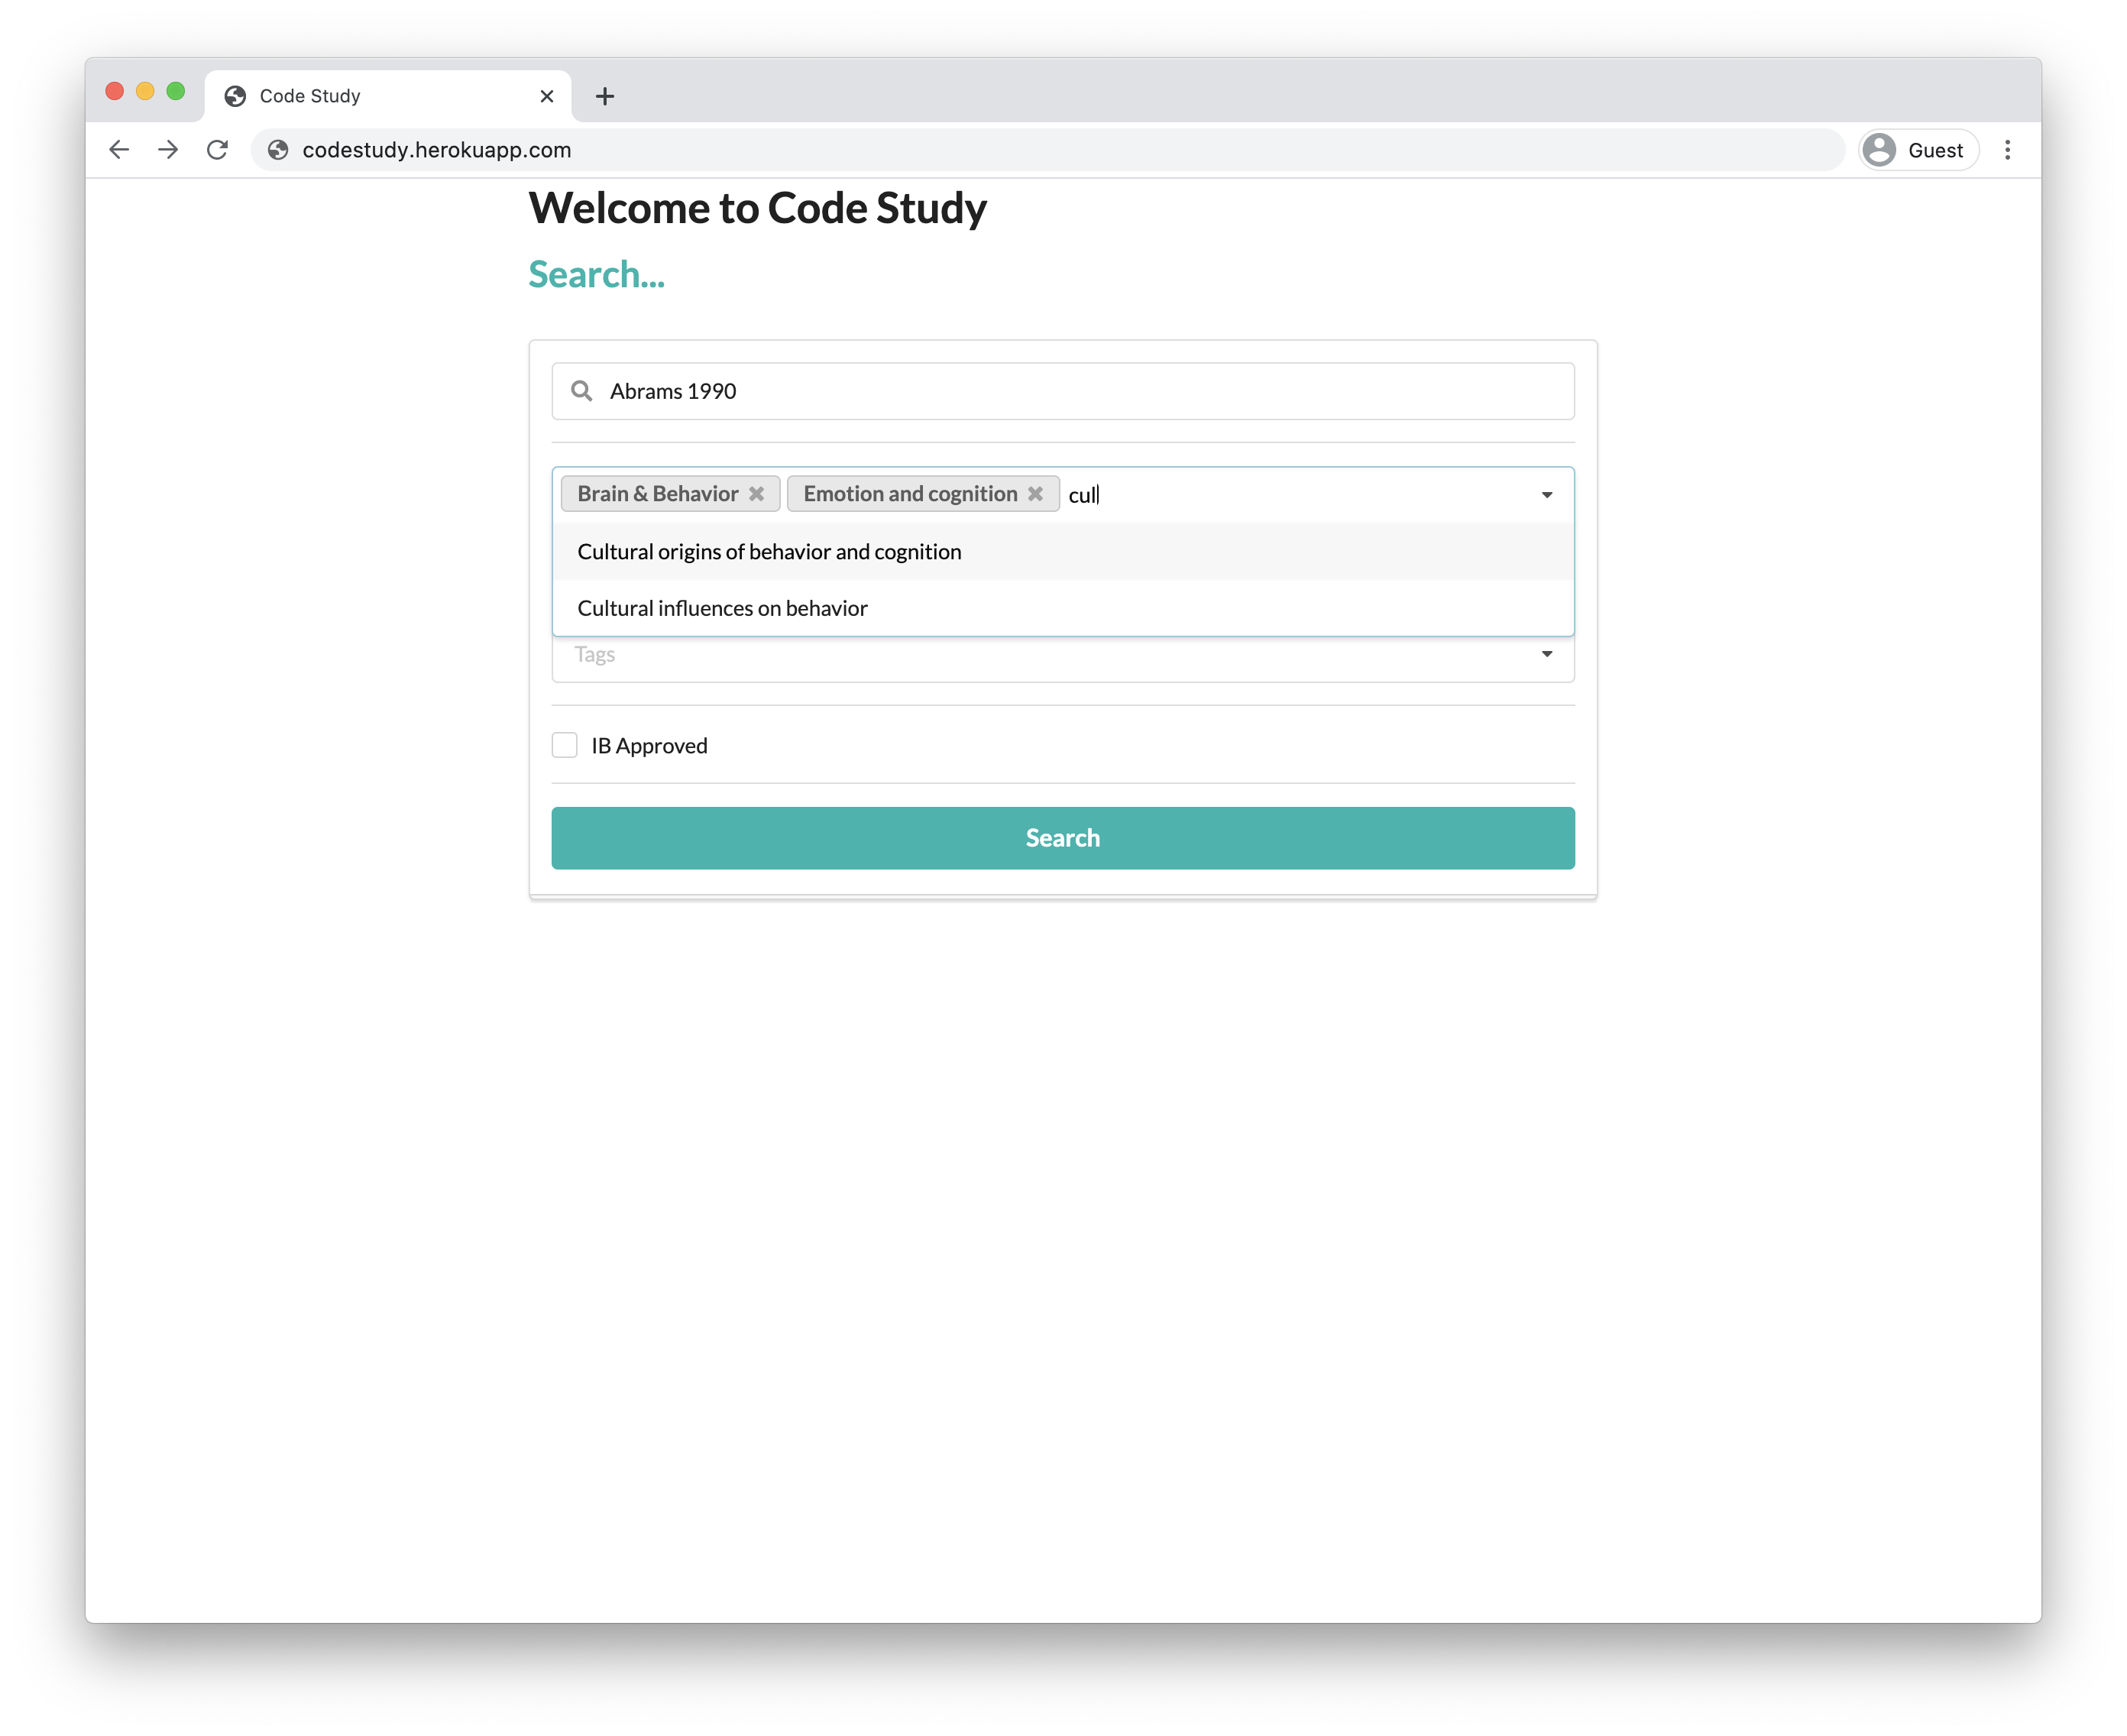 Code Study
codestudy.herokuapp.com
Guest
Welcome to Code Study
Search...
Abrams 1990
Brain & Behavior Emotion and cognition cul
Cultural origins of behavior and cognition
Cultural influences on behavior
Tags
IB Approved
Search